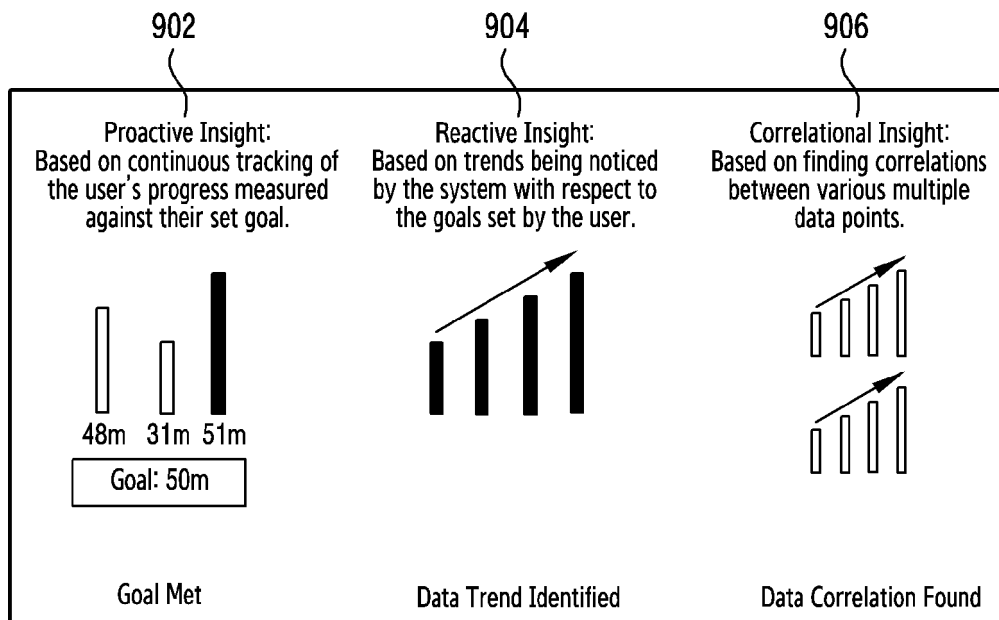 902
904
906
Proactive Insight:
Based on continuous tracking of
the user's progress measured
against their set goal.
Reactive Insight:
Based on trends being noticed
by the system with respect to
the goals set by the user.
Correlational Insight:
Based on finding correlations
between various multiple
data points.
48m 31m 51m
Goal: 50m
Goal Met
Data Trend Identified
Data Correlation Found